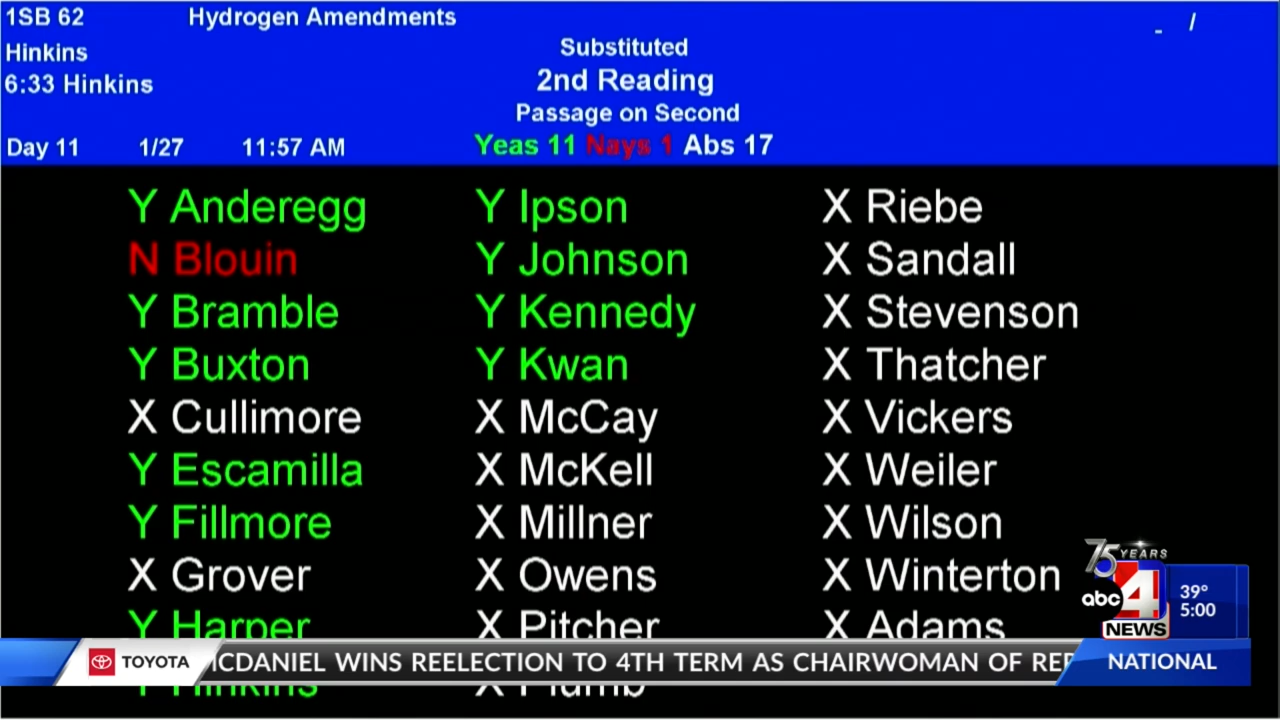 1SB 62 Hydrogen Amendments _ /
Hinkins Substituted
6:33 Hinkins 2nd Reading
Passage on Second
Day 11 1/27 11:57 AM Yeas 11 Nays 1 Abs 17
Y Anderegg Y Ipson X Riebe
N Blouin Y Johnson X Sandall
Y Bramble Y Kennedy X Stevenson
Y Buxton Y Kwan X Thatcher
X Cullimore X McCay X Vickers
Y Escamilla X McKell X Weiler
Y Fillmore X Millner X Wilson
X Grover X Owens X Winterton
Y Harper X Pitcher X Adams
Y Hinkins X Plumb
75 YEARS
abc 4 39°
NEWS 5:00
TOYOTA MCDANIEL WINS REELECTION TO 4TH TERM AS CHAIRWOMAN OF NATIONAL